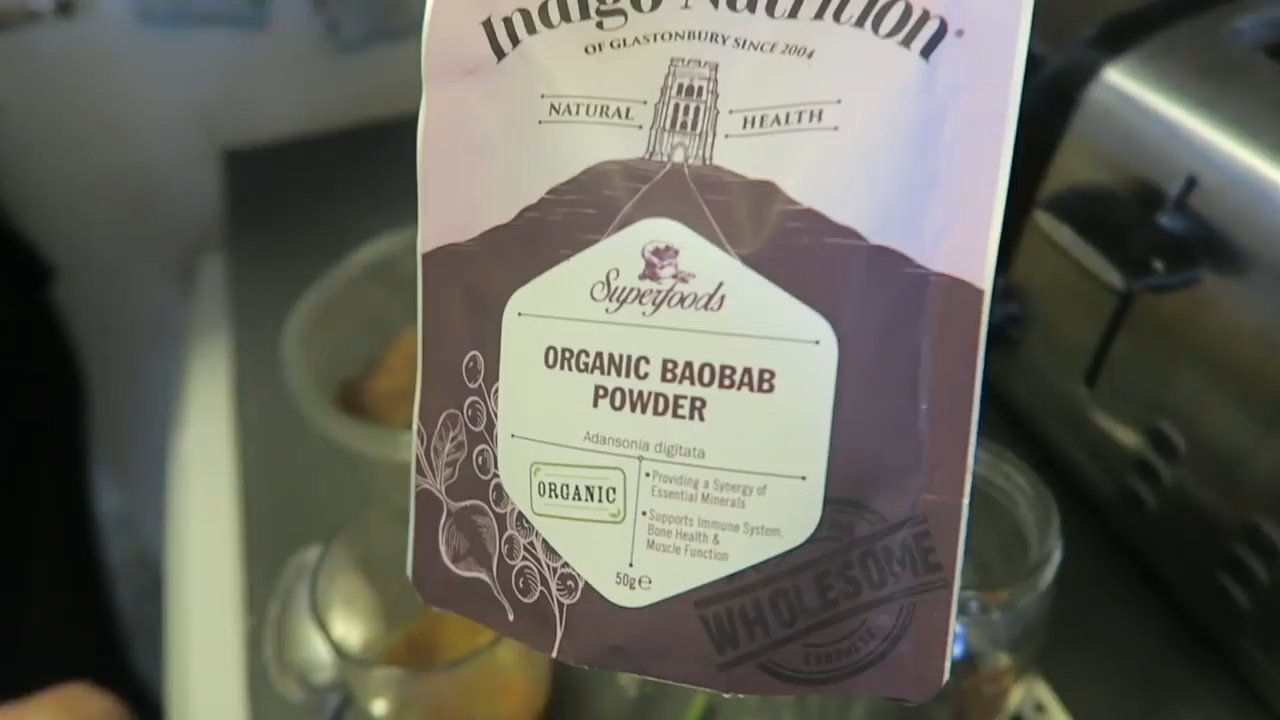 Indigo Nutrition
OF GLASTONBURY SINCE 2004
NATURAL
HEALTH
Superfoods
ORGANIC BAOBAB
POWDER
Adansonia digitata
ORGANIC
• Providing a Synergy of
Essential Minerals
• Supports Immune System,
Bone Health &
Muscle Function
50g℮
WHOLESOME